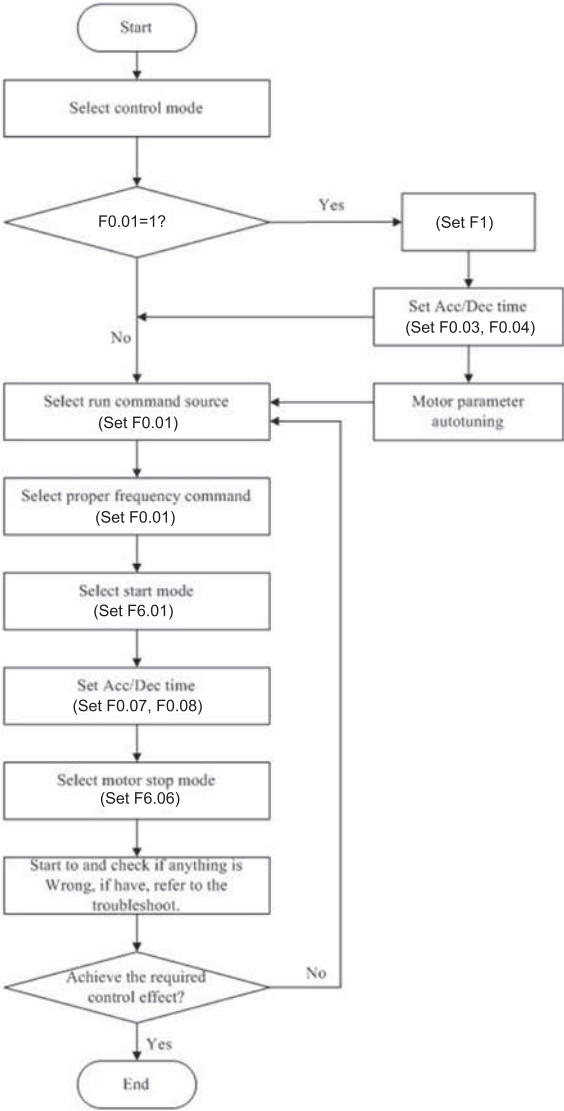 Start
Select control mode
F0.01=1?
Yes
(Set F1)
Set Acc/Dec time
(Set F0.03, F0.04)
No
Select run command source
(Set F0.01)
Motor parameter
autotuning
Select proper frequency command
(Set F0.01)
Select start mode
(Set F6.01)
Set Acc/Dec time
(Set F0.07, F0.08)
Select motor stop mode
(Set F6.06)
Start to and check if anything is
Wrong, if have, refer to the
troubleshoot.
Achieve the required
control effect?
No
Yes
End